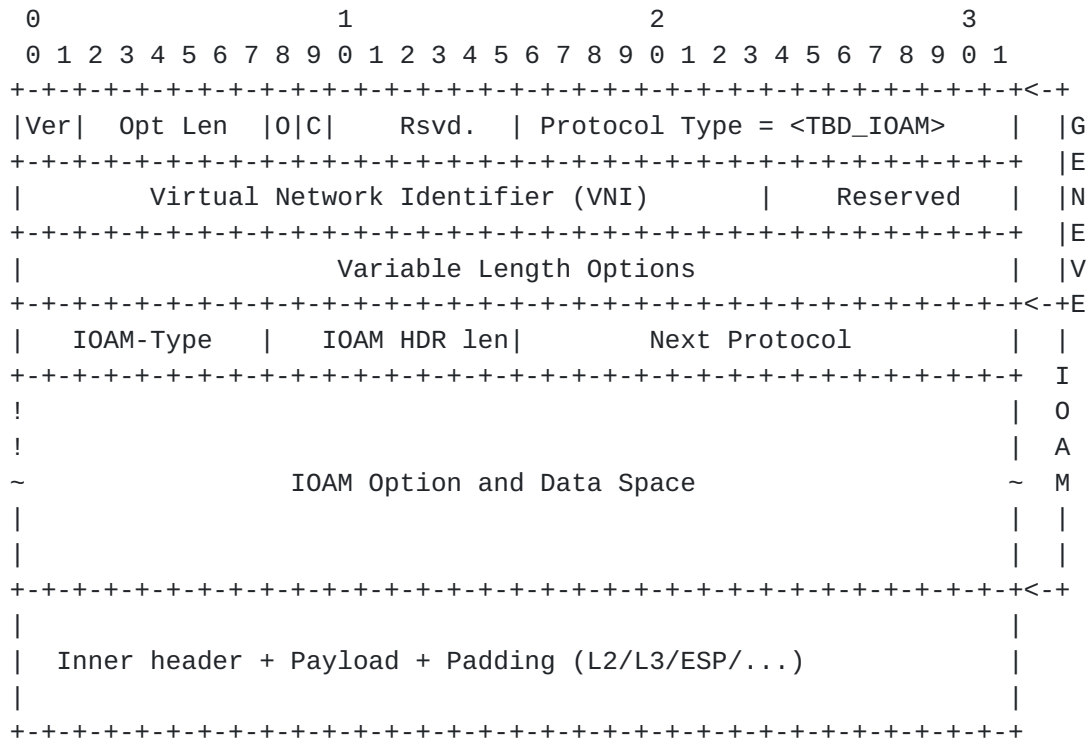 0                   1                   2                   3
 0 1 2 3 4 5 6 7 8 9 0 1 2 3 4 5 6 7 8 9 0 1 2 3 4 5 6 7 8 9 0 1
+-+-+-+-+-+-+-+-+-+-+-+-+-+-+-+-+-+-+-+-+-+-+-+-+-+-+-+-+-+-+-+-+<-+
|Ver|  Opt Len  |O|C|    Rsvd.  | Protocol Type = <TBD_IOAM>    |  |G
+-+-+-+-+-+-+-+-+-+-+-+-+-+-+-+-+-+-+-+-+-+-+-+-+-+-+-+-+-+-+-+-+  |E
|        Virtual Network Identifier (VNI)       |    Reserved   |  |N
+-+-+-+-+-+-+-+-+-+-+-+-+-+-+-+-+-+-+-+-+-+-+-+-+-+-+-+-+-+-+-+-+  |E
|                    Variable Length Options                    |  |V
+-+-+-+-+-+-+-+-+-+-+-+-+-+-+-+-+-+-+-+-+-+-+-+-+-+-+-+-+-+-+-+-+<-+E
|   IOAM-Type   |   IOAM HDR len|        Next Protocol          |  |
+-+-+-+-+-+-+-+-+-+-+-+-+-+-+-+-+-+-+-+-+-+-+-+-+-+-+-+-+-+-+-+-+  I
!                                                               |  O
!                                                               |  A
~                 IOAM Option and Data Space                    ~  M
|                                                               |  |
|                                                               |  |
+-+-+-+-+-+-+-+-+-+-+-+-+-+-+-+-+-+-+-+-+-+-+-+-+-+-+-+-+-+-+-+-+<-+
|                                                               |
|  Inner header + Payload + Padding (L2/L3/ESP/...)             |
|                                                               |
+-+-+-+-+-+-+-+-+-+-+-+-+-+-+-+-+-+-+-+-+-+-+-+-+-+-+-+-+-+-+-+-+